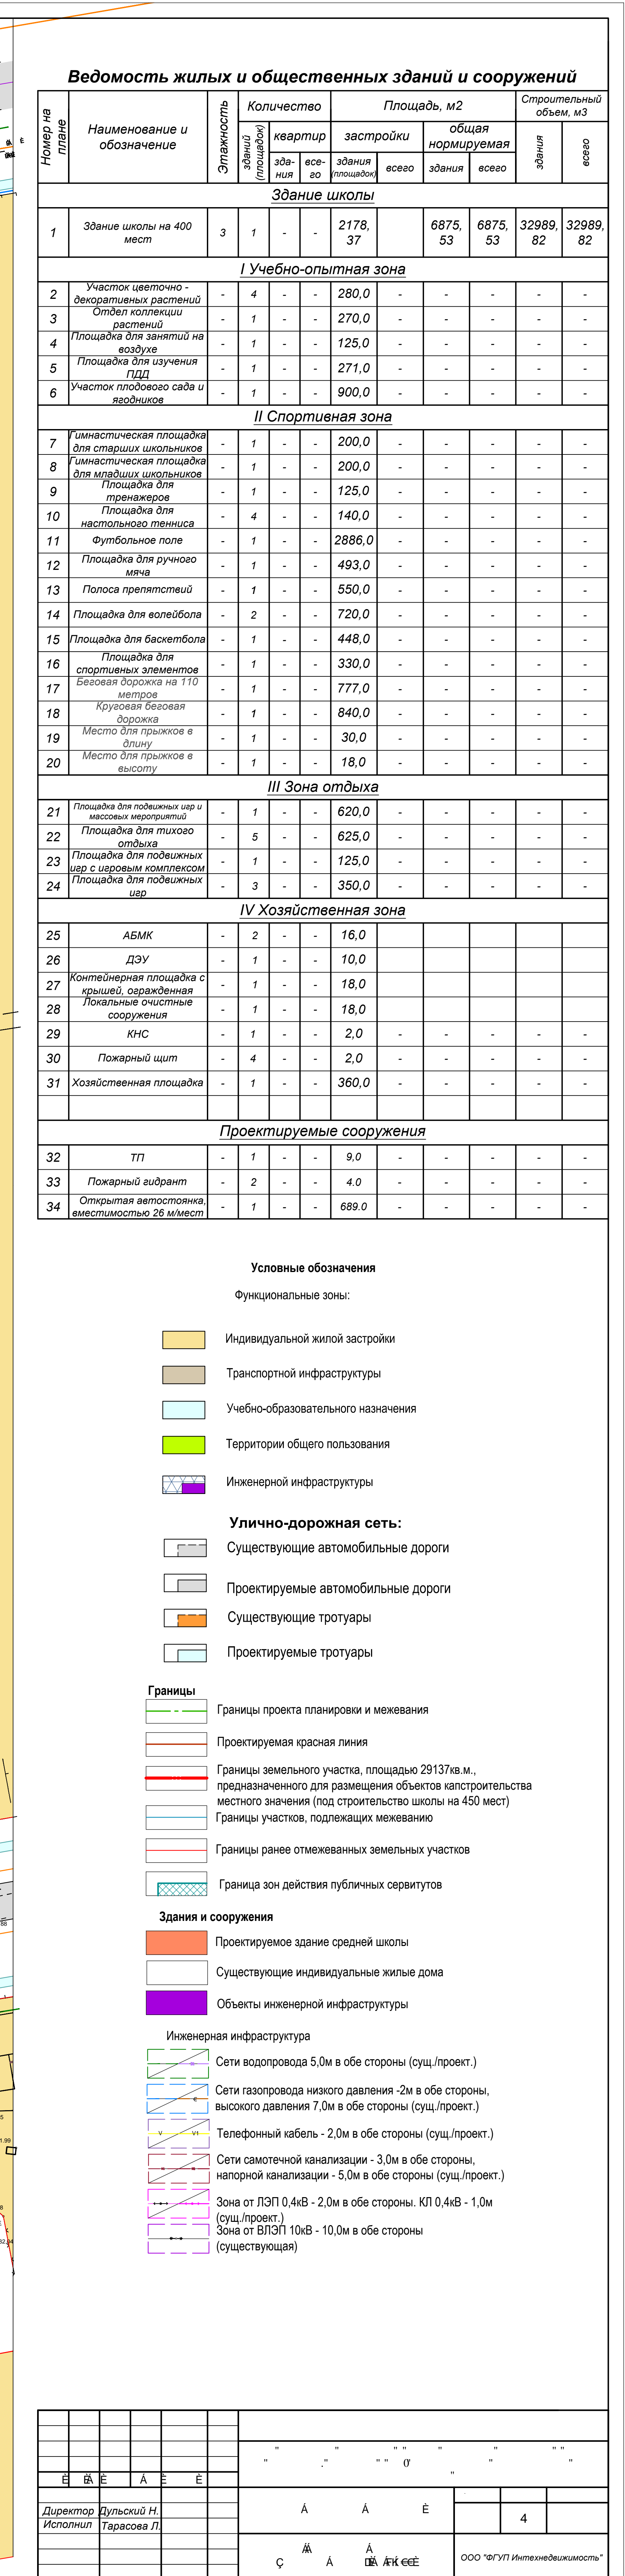 Ведомость жилых и общественных зданий и сооружений
Номер на плане
Наименование и обозначение
Этажность
Количество
Площадь, м2
Строительный объем, м3
зданий (площадок)
квартир
застройки
общая нормируемая
здания
всего
зда-ния
все-го
здания (площадок)
всего
здания
всего
Здание школы
1 Здание школы на 400 мест 3 1 - - 2178,37 6875,53 6875,53 32989,82 32989,82
I Учебно-опытная зона
2 Участок цветочно - декоративных растений - 4 - - 280,0 - - - - -
3 Отдел коллекции растений - 1 - - 270,0 - - - - -
4 Площадка для занятий на воздухе - 1 - - 125,0 - - - - -
5 Площадка для изучения ПДД - 1 - - 271,0 - - - - -
6 Участок плодового сада и ягодников - 1 - - 900,0 - - - - -
II Спортивная зона
7 Гимнастическая площадка для старших школьников - 1 - - 200,0 - - - - -
8 Гимнастическая площадка для младших школьников - 1 - - 200,0 - - - - -
9 Площадка для тренажеров - 1 - - 125,0 - - - - -
10 Площадка для настольного тенниса - 4 - - 140,0 - - - - -
11 Футбольное поле - 1 - - 2886,0 - - - - -
12 Площадка для ручного мяча - 1 - - 493,0 - - - - -
13 Полоса препятствий - 1 - - 550,0 - - - - -
14 Площадка для волейбола - 2 - - 720,0 - - - - -
15 Площадка для баскетбола - 1 - - 448,0 - - - - -
16 Площадка для спортивных элементов - 1 - - 330,0 - - - - -
17 Беговая дорожка на 110 метров - 1 - - 777,0 - - - - -
18 Круговая беговая дорожка - 1 - - 840,0 - - - - -
19 Место для прыжков в длину - 1 - - 30,0 - - - - -
20 Место для прыжков в высоту - 1 - - 18,0 - - - - -
III Зона отдыха
21 Площадка для подвижных игр и массовых мероприятий - 1 - - 620,0 - - - - -
22 Площадка для тихого отдыха - 5 - - 625,0 - - - - -
23 Площадка для подвижных игр с игровым комплексом - 1 - - 125,0 - - - - -
24 Площадка для подвижных игр - 3 - - 350,0 - - - - -
IV Хозяйственная зона
25 АБМК - 2 - - 16,0
26 ДЭУ - 1 - - 10,0
27 Контейнерная площадка с крышей, огражденная - 1 - - 18,0
28 Локальные очистные сооружения - 1 - - 18,0
29 КНС - 1 - - 2,0 - - - - -
30 Пожарный щит - 4 - - 2,0 - - - - -
31 Хозяйственная площадка - 1 - - 360,0 - - - - -
Проектируемые сооружения
32 ТП - 1 - - 9,0 - - - - -
33 Пожарный гидрант - 2 - - 4.0 - - - - -
34 Открытая автостоянка, вместимостью 26 м/мест - 1 - - 689.0 - - - - -
Условные обозначения
Функциональные зоны:
Индивидуальной жилой застройки
Транспортной инфраструктуры
Учебно-образовательного назначения
Территории общего пользования
Инженерной инфраструктуры
Улично-дорожная сеть:
Существующие автомобильные дороги
Проектируемые автомобильные дороги
Существующие тротуары
Проектируемые тротуары
Границы
Границы проекта планировки и межевания
Проектируемая красная линия
Границы земельного участка, площадью 29137кв.м.,
предназначенного для размещения объектов капстроительства
местного значения (под строительство школы на 450 мест)
Границы участков, подлежащих межеванию
Границы ранее отмежеванных земельных участков
Граница зон действия публичных сервитутов
Здания и сооружения
Проектируемое здание средней школы
Существующие индивидуальные жилые дома
Объекты инженерной инфраструктуры
Инженерная инфраструктура
Сети водопровода 5,0м в обе стороны (сущ./проект.)
Сети газопровода низкого давления -2м в обе стороны,
высокого давления 7,0м в обе стороны (сущ./проект.)
V V1 Телефонный кабель - 2,0м в обе стороны (сущ./проект.)
Сети самотечной канализации - 3,0м в обе стороны,
напорной канализации - 5,0м в обе стороны (сущ./проект.)
Зона от ЛЭП 0,4кВ - 2,0м в обе стороны. КЛ 0,4кВ - 1,0м
(сущ./проект.)
Зона от ВЛЭП 10кВ - 10,0м в обе стороны
(существующая)
Директор Дульский Н.
Исполнил Тарасова Л.
4
ООО "ФГУП Интехнедвижимость"